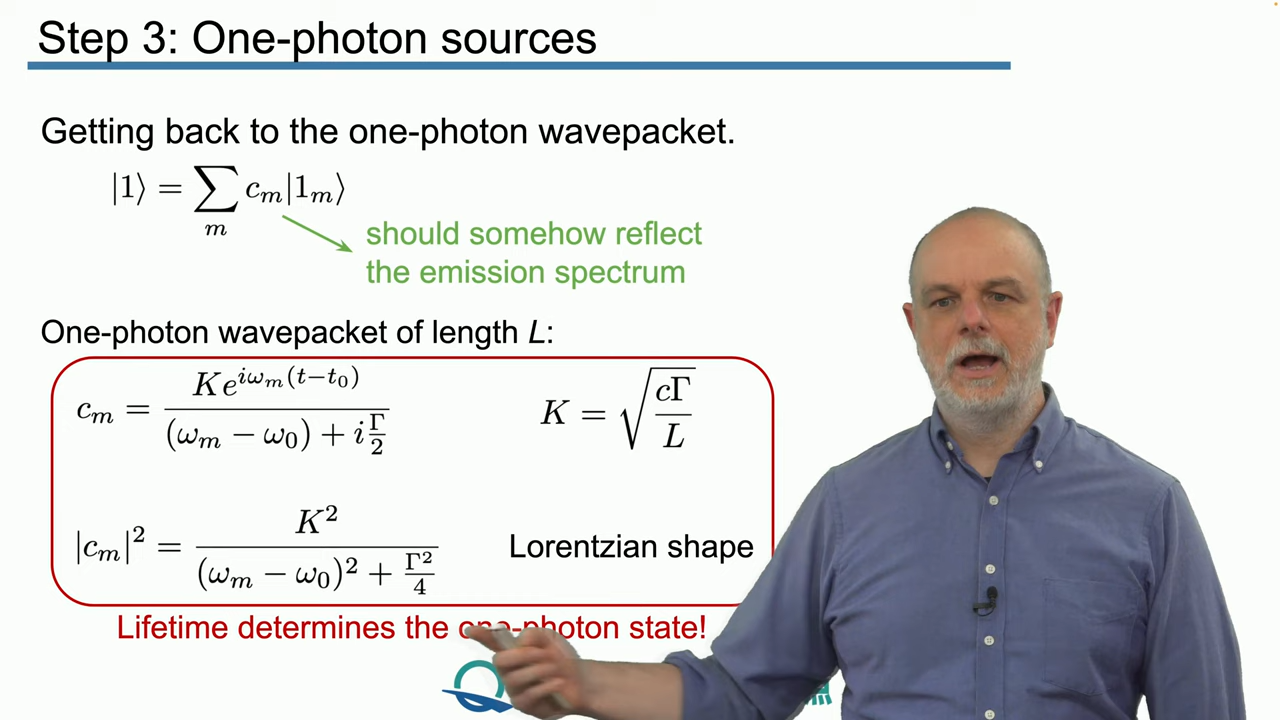 Step 3: One-photon sources
Getting back to the one-photon wavepacket.
|1⟩ = ∑_m c_m|1_m⟩
should somehow reflect
the emission spectrum
One-photon wavepacket of length L:
c_m = Ke^{iω_m(t−t_0)} / ((ω_m − ω_0) + i Γ/2)
K = √(cΓ/L)
|c_m|² = K² / ((ω_m − ω_0)² + Γ²/4)
Lorentzian shape
Lifetime determines the one-photon state!